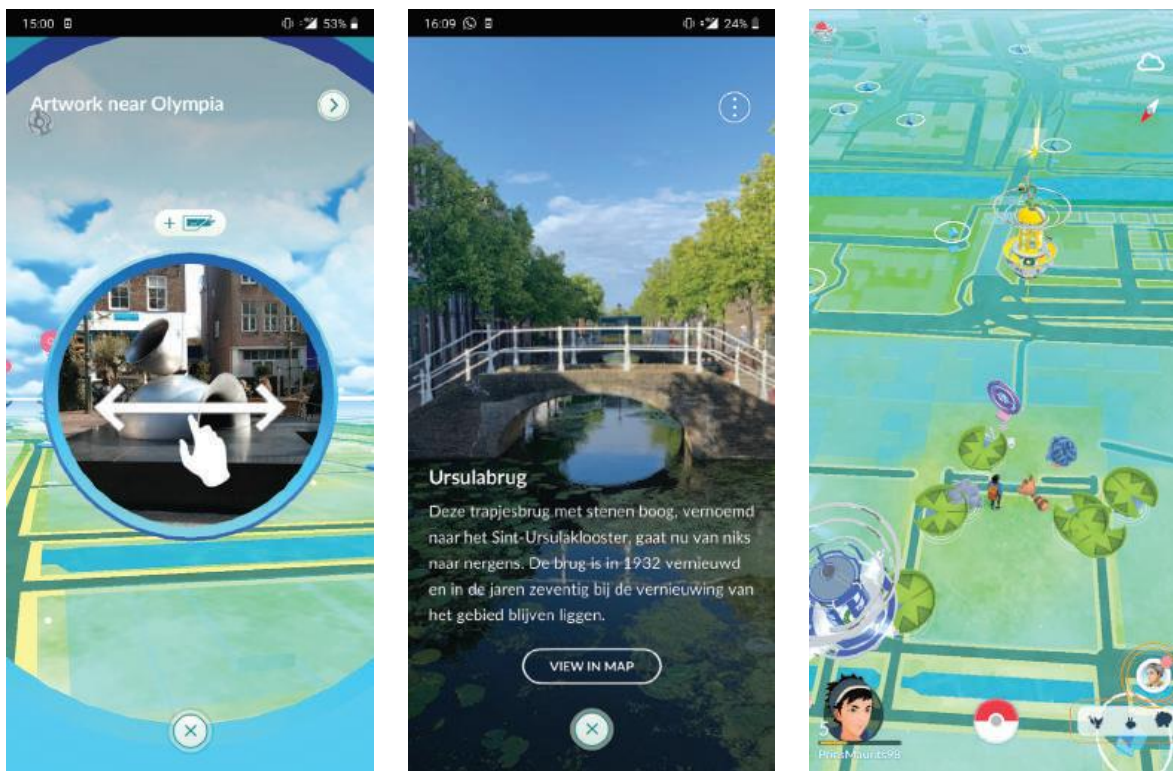 15:00
53%
Artwork near Olympia
+
16:09
24%
Ursulabrug
Deze trapjesbrug met stenen boog, vernoemd
naar het Sint-Ursulaklooster, gaat nu van niks
naar nergens. De brug is in 1932 vernieuwd
en in de jaren zeventig bij de vernieuwing van
het gebied blijven liggen.
VIEW IN MAP
5
PrinsMaurits98